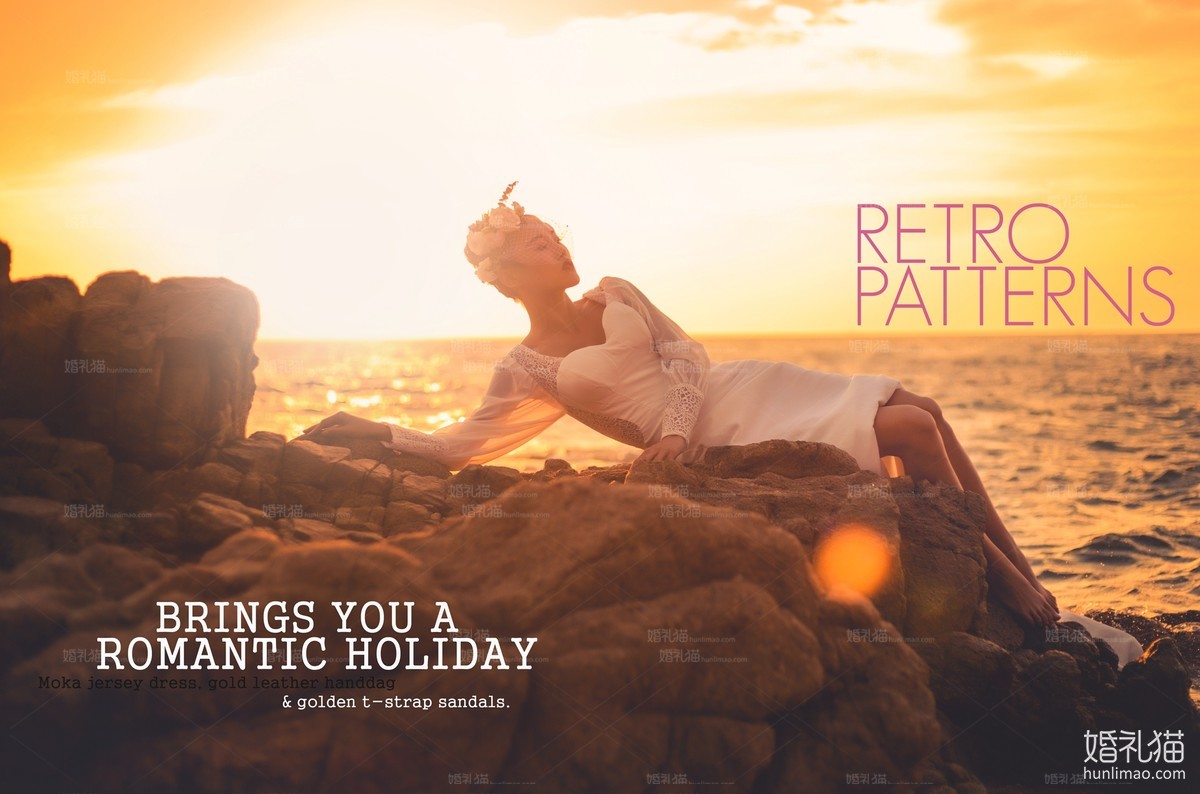 RETRO
PATTERNS
BRINGS YOU A
ROMANTIC HOLIDAY
Moka jersey dress, gold leather handdag
& golden t-strap sandals.
婚礼猫
hunlimao.com